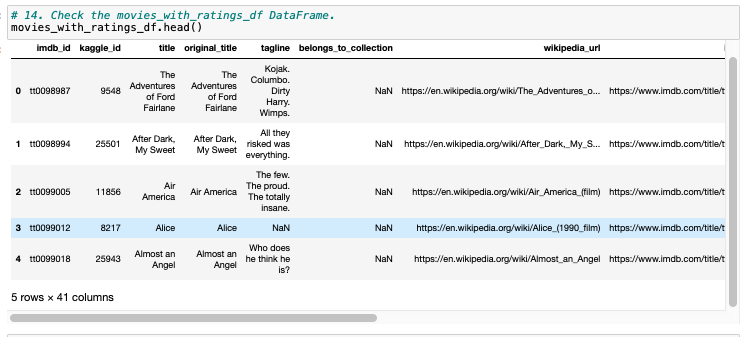 # 14. Check the movies_with_ratings_df DataFrame.
movies_with_ratings_df.head()
imdb_id kaggle_id title original_title tagline belongs_to_collection wikipedia_url
0 tt0098987 9548 The Adventures of Ford Fairlane The Adventures of Ford Fairlane Kojak. Columbo. Dirty Harry. Wimps. NaN https://en.wikipedia.org/wiki/The_Adventures_o... https://www.imdb.com/title/t
1 tt0098994 25501 After Dark, My Sweet After Dark, My Sweet All they risked was everything. NaN https://en.wikipedia.org/wiki/After_Dark,_My_S... https://www.imdb.com/title/t
2 tt0099005 11856 Air America Air America The few. The proud. The totally insane. NaN https://en.wikipedia.org/wiki/Air_America_(film) https://www.imdb.com/title/t
3 tt0099012 8217 Alice Alice NaN NaN https://en.wikipedia.org/wiki/Alice_(1990_film) https://www.imdb.com/title/t
4 tt0099018 25943 Almost an Angel Almost an Angel Who does he think he is? NaN https://en.wikipedia.org/wiki/Almost_an_Angel https://www.imdb.com/title/t
5 rows × 41 columns